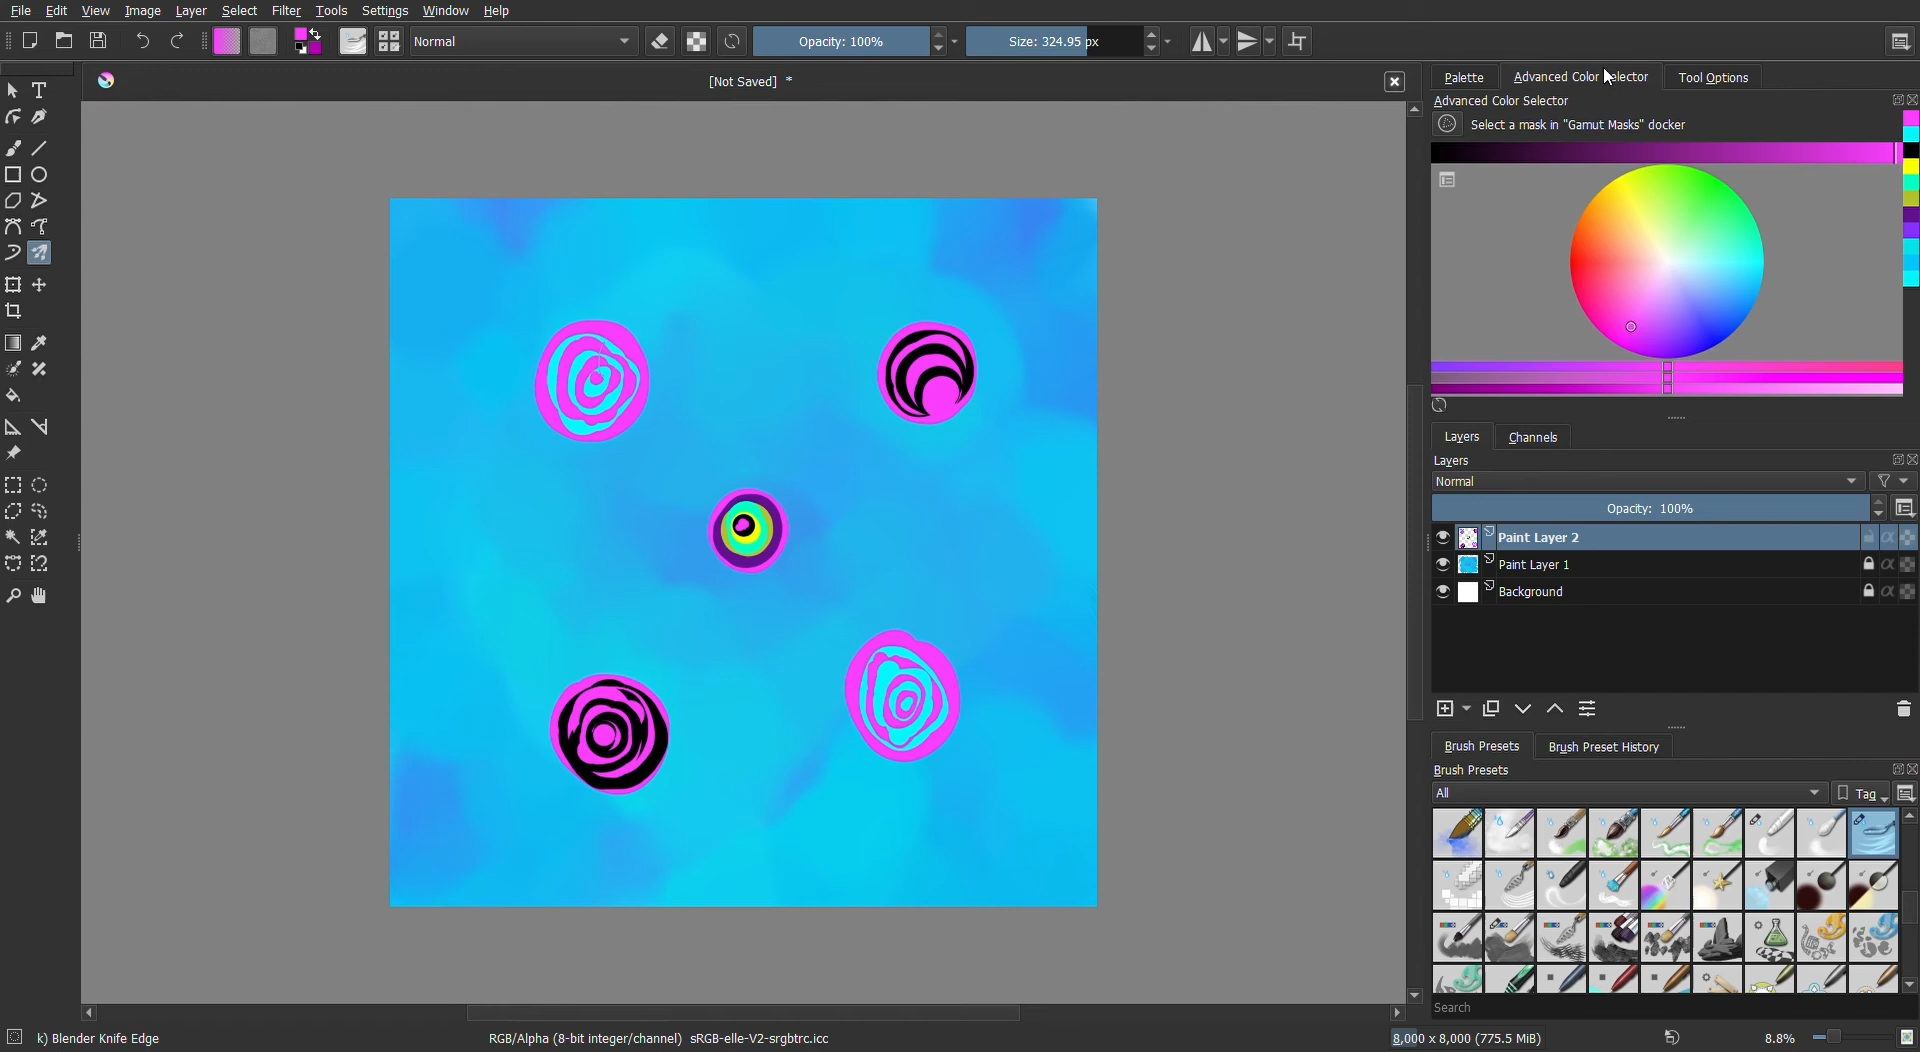 File Edit View Image Layer Select Filter Tools Settings Window Help
Normal Opacity: 100% Size: 324.95 px
[Not Saved] *
Palette Advanced Color Selector Tool Options
Advanced Color Selector
Select a mask in "Gamut Masks" docker
Layers Channels
Layers
Normal
Opacity: 100%
Paint Layer 2
Paint Layer 1
Background
Brush Presets Brush Preset History
Brush Presets
All Tag
Search
k) Blender Knife Edge RGB/Alpha (8-bit integer/channel) sRGB-elle-V2-srgbtrc.icc 8,000 x 8,000 (775.5 MiB) 8.8%